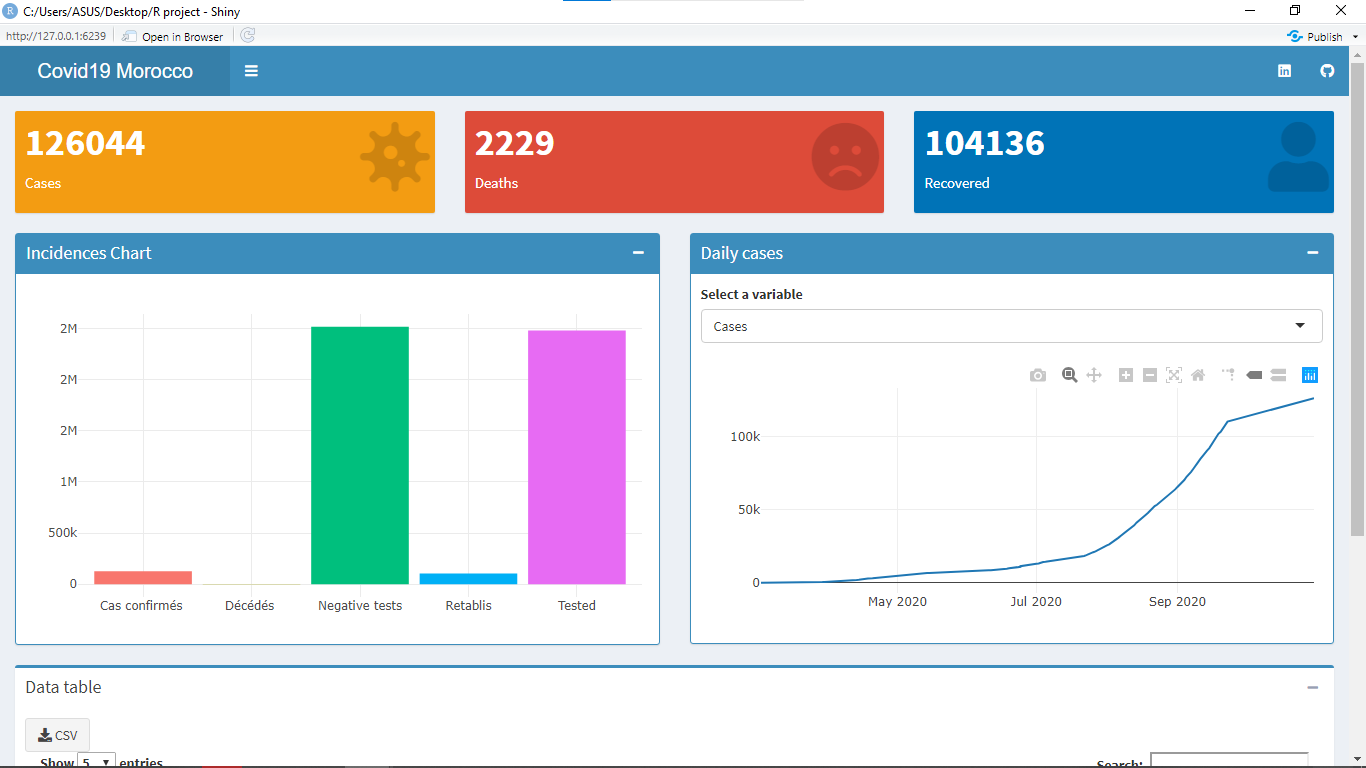 C:/Users/ASUS/Desktop/R project - Shiny
http://127.0.0.1:6239 Open in Browser Publish
Covid19 Morocco
126044
Cases
2229
Deaths
104136
Recovered
Incidences Chart
2M
2M
2M
1M
500k
0
Cas confirmés Décédés Negative tests Retablis Tested
Daily cases
Select a variable
Cases
100k
50k
0
May 2020 Jul 2020 Sep 2020
Data table
CSV
Show 5 entries
Search: